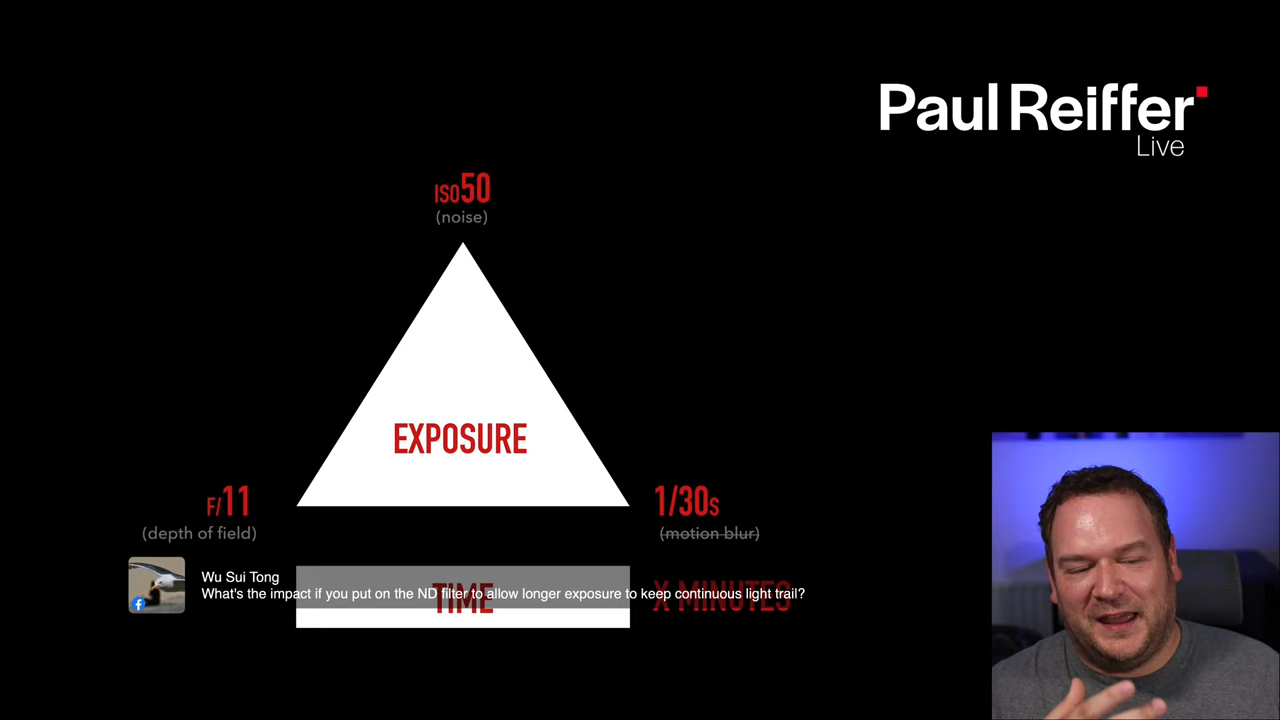 Paul Reiffer
Live
ISO50
(noise)
EXPOSURE
F/11
(depth of field)
1/30S
(motion blur)
Wu Sui Tong
What's the impact if you put on the ND filter to allow longer exposure to keep continuous light trail?
TIME
X MINUTES